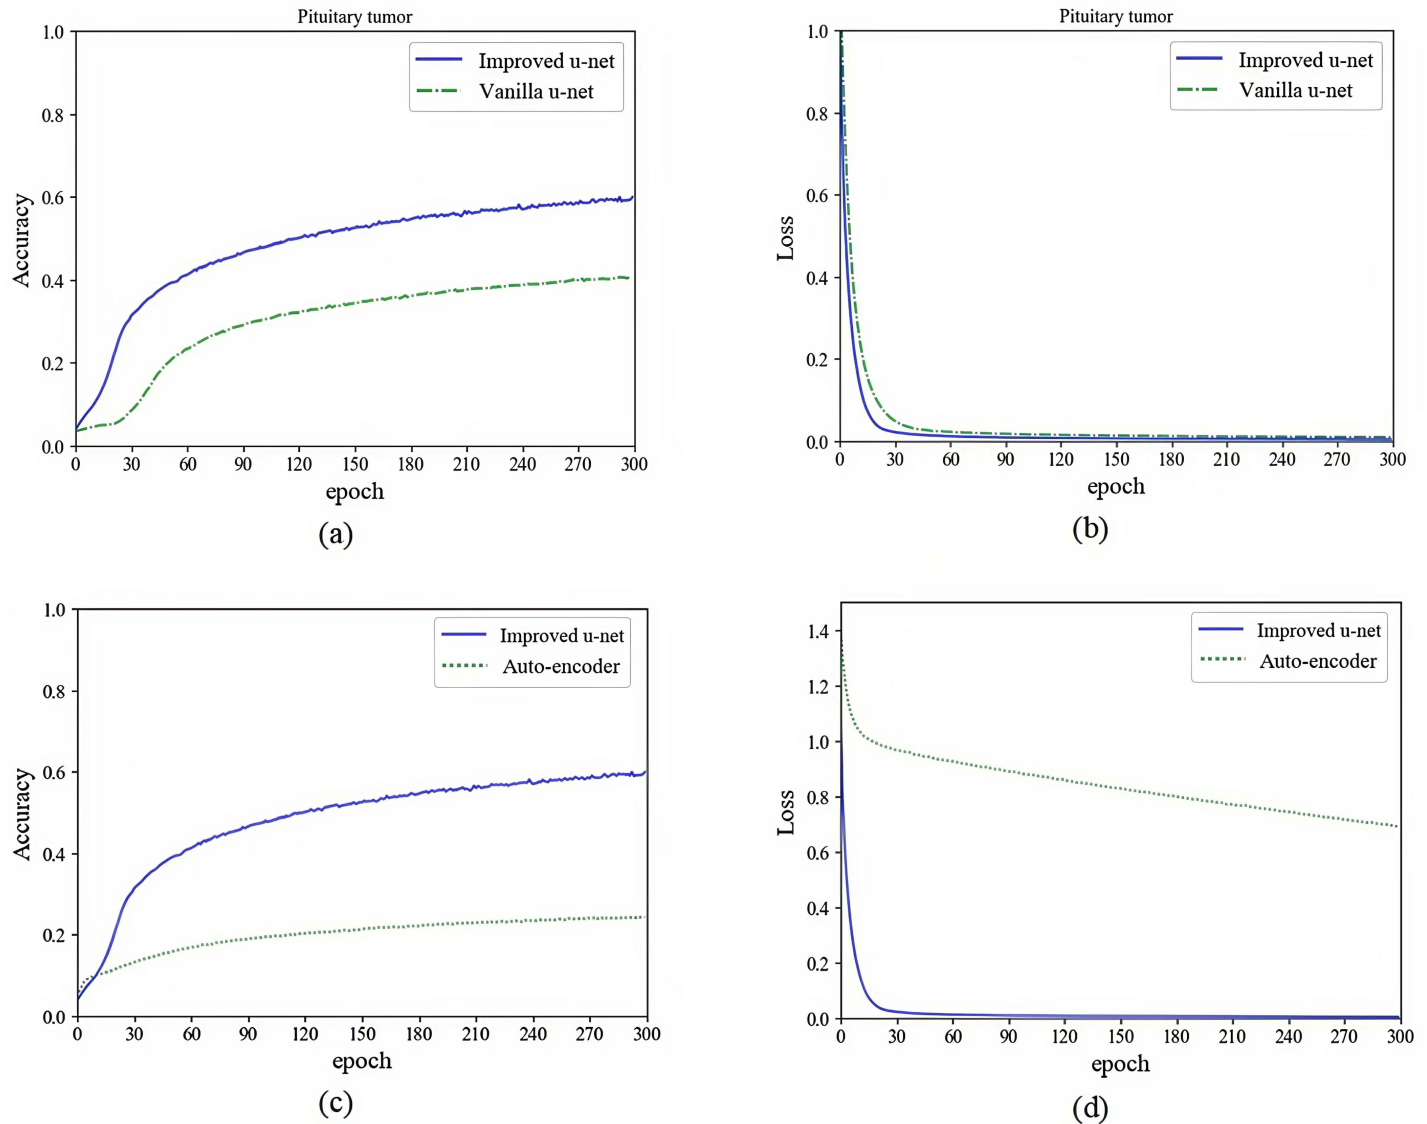 Pituitary tumor
1.0
0.8
0.6
0.4
0.2
0.0
Accuracy
Improved u-net
Vanilla u-net
0 30 60 90 120 150 180 210 240 270 300
epoch
(a)
Pituitary tumor
1.0
0.8
0.6
0.4
0.2
0.0
Loss
Improved u-net
Vanilla u-net
0 30 60 90 120 150 180 210 240 270 300
epoch
(b)
1.0
0.8
0.6
0.4
0.2
0.0
Accuracy
Improved u-net
Auto-encoder
0 30 60 90 120 150 180 210 240 270 300
epoch
(c)
1.4
1.2
1.0
0.8
0.6
0.4
0.2
0.0
Loss
Improved u-net
Auto-encoder
0 30 60 90 120 150 180 210 240 270 300
epoch
(d)